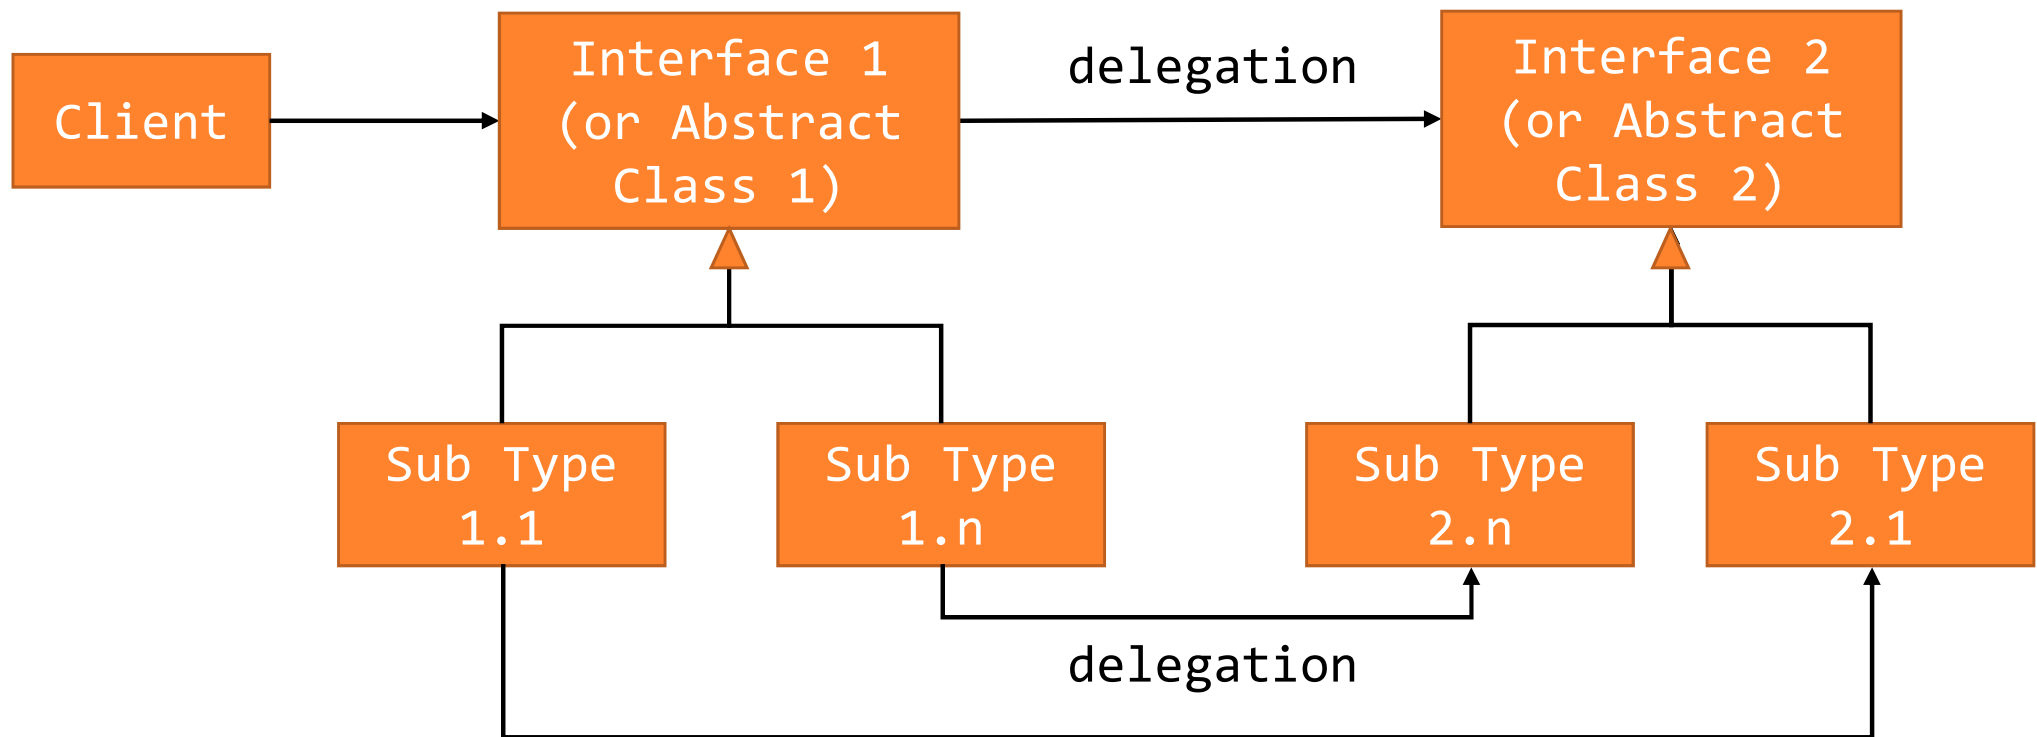 Client
Interface 1
(or Abstract
Class 1)
delegation
Interface 2
(or Abstract
Class 2)
Sub Type
1.1
Sub Type
1.n
Sub Type
2.n
Sub Type
2.1
delegation